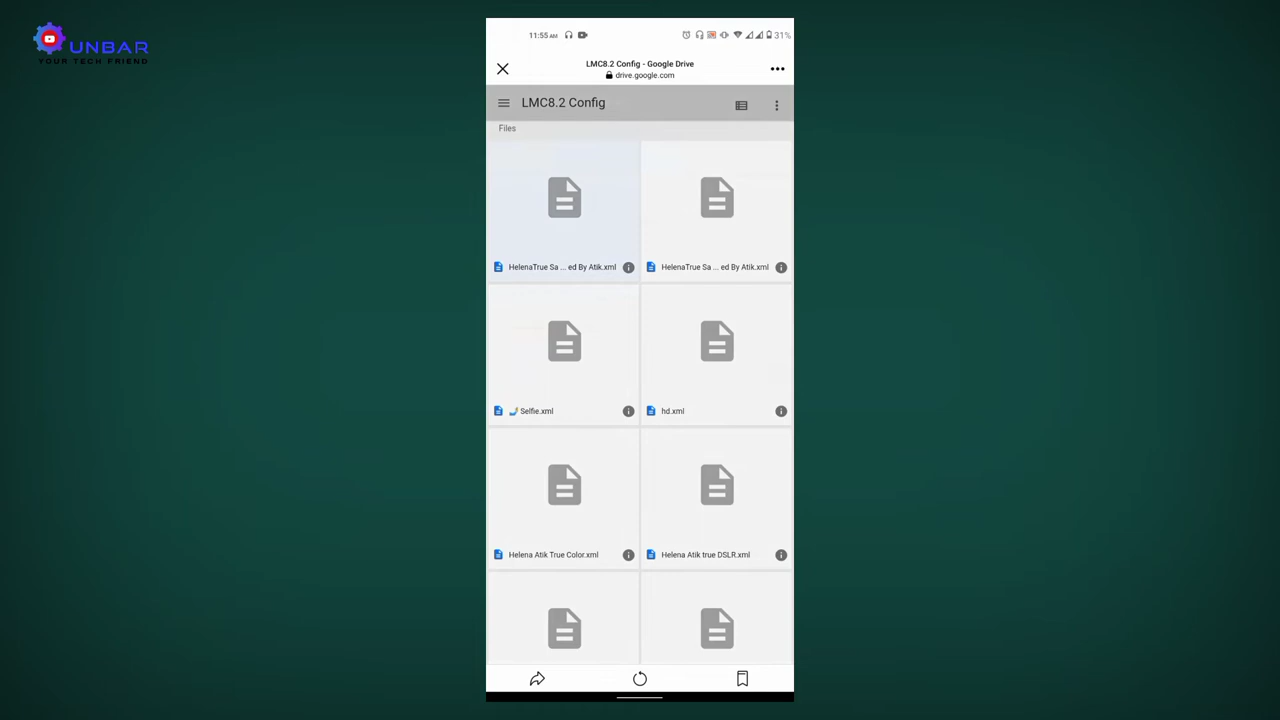 UNBAR
YOUR TECH FRIEND
11:55 AM
31%
LMC8.2 Config - Google Drive
drive.google.com
LMC8.2 Config
Files
HelenaTrue Sa ... ed By Atik.xml
HelenaTrue Sa ... ed By Atik.xml
🤳 Selfie.xml
hd.xml
Helena Atik True Color.xml
Helena Atik true DSLR.xml